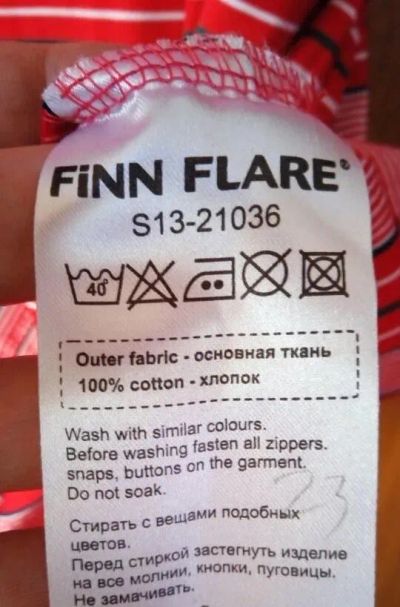 FiNN FLARE®
S13-21036
40°
Outer fabric - основная ткань
100% cotton - хлопок
Wash with similar colours.
Before washing fasten all zippers.
snaps, buttons on the garment.
Do not soak.
23
Стирать с вещами подобных
цветов.
Перед стиркой застегнуть изделие
на все молнии, кнопки, пуговицы.
Не замачивать.